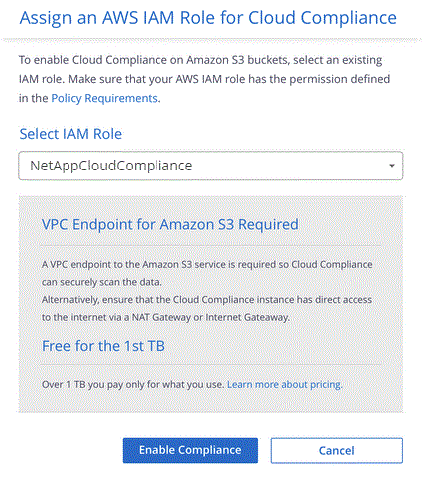 Assign an AWS IAM Role for Cloud Compliance
To enable Cloud Compliance on Amazon S3 buckets, select an existing
IAM role. Make sure that your AWS IAM role has the permission defined
in the Policy Requirements.
Select IAM Role
NetAppCloudCompliance
VPC Endpoint for Amazon S3 Required
A VPC endpoint to the Amazon S3 service is required so Cloud Compliance
can securely scan the data.
Alternatively, ensure that the Cloud Compliance instance has direct access
to the internet via a NAT Gateway or Internet Gateaway.
Free for the 1st TB
Over 1 TB you pay only for what you use. Learn more about pricing.
Enable Compliance
Cancel